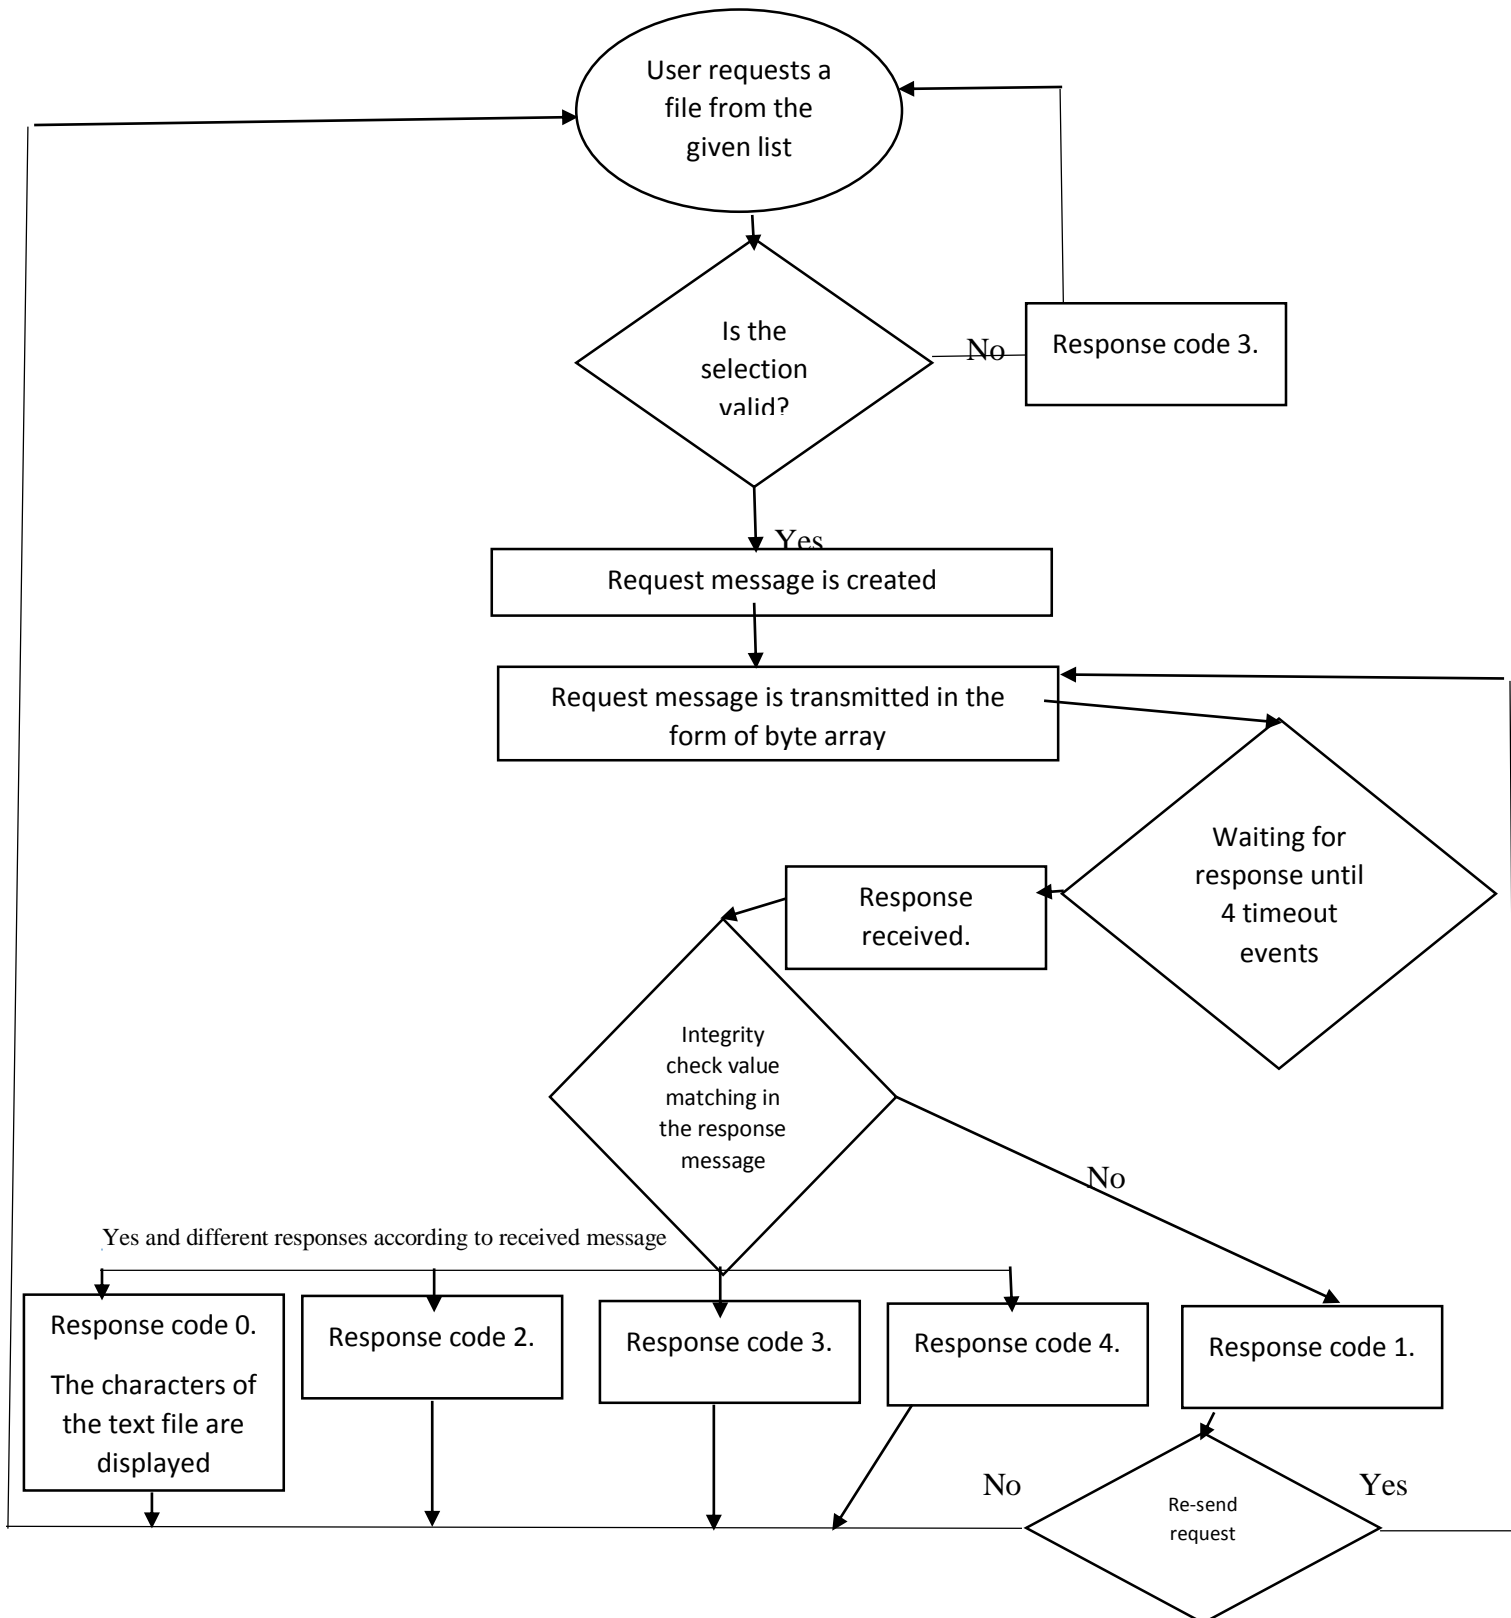 User requests a
file from the
given list
Is the
selection
valid?
No
Response code 3.
Yes
Request message is created
Request message is transmitted in the
form of byte array
Waiting for
response until
4 timeout
events
Response
received.
Integrity
check value
matching in
the response
message
No
Yes and different responses according to received message
Response code 0.
The characters of
the text file are
displayed
Response code 2.
Response code 3.
Response code 4.
Response code 1.
No
Re-send
request
Yes